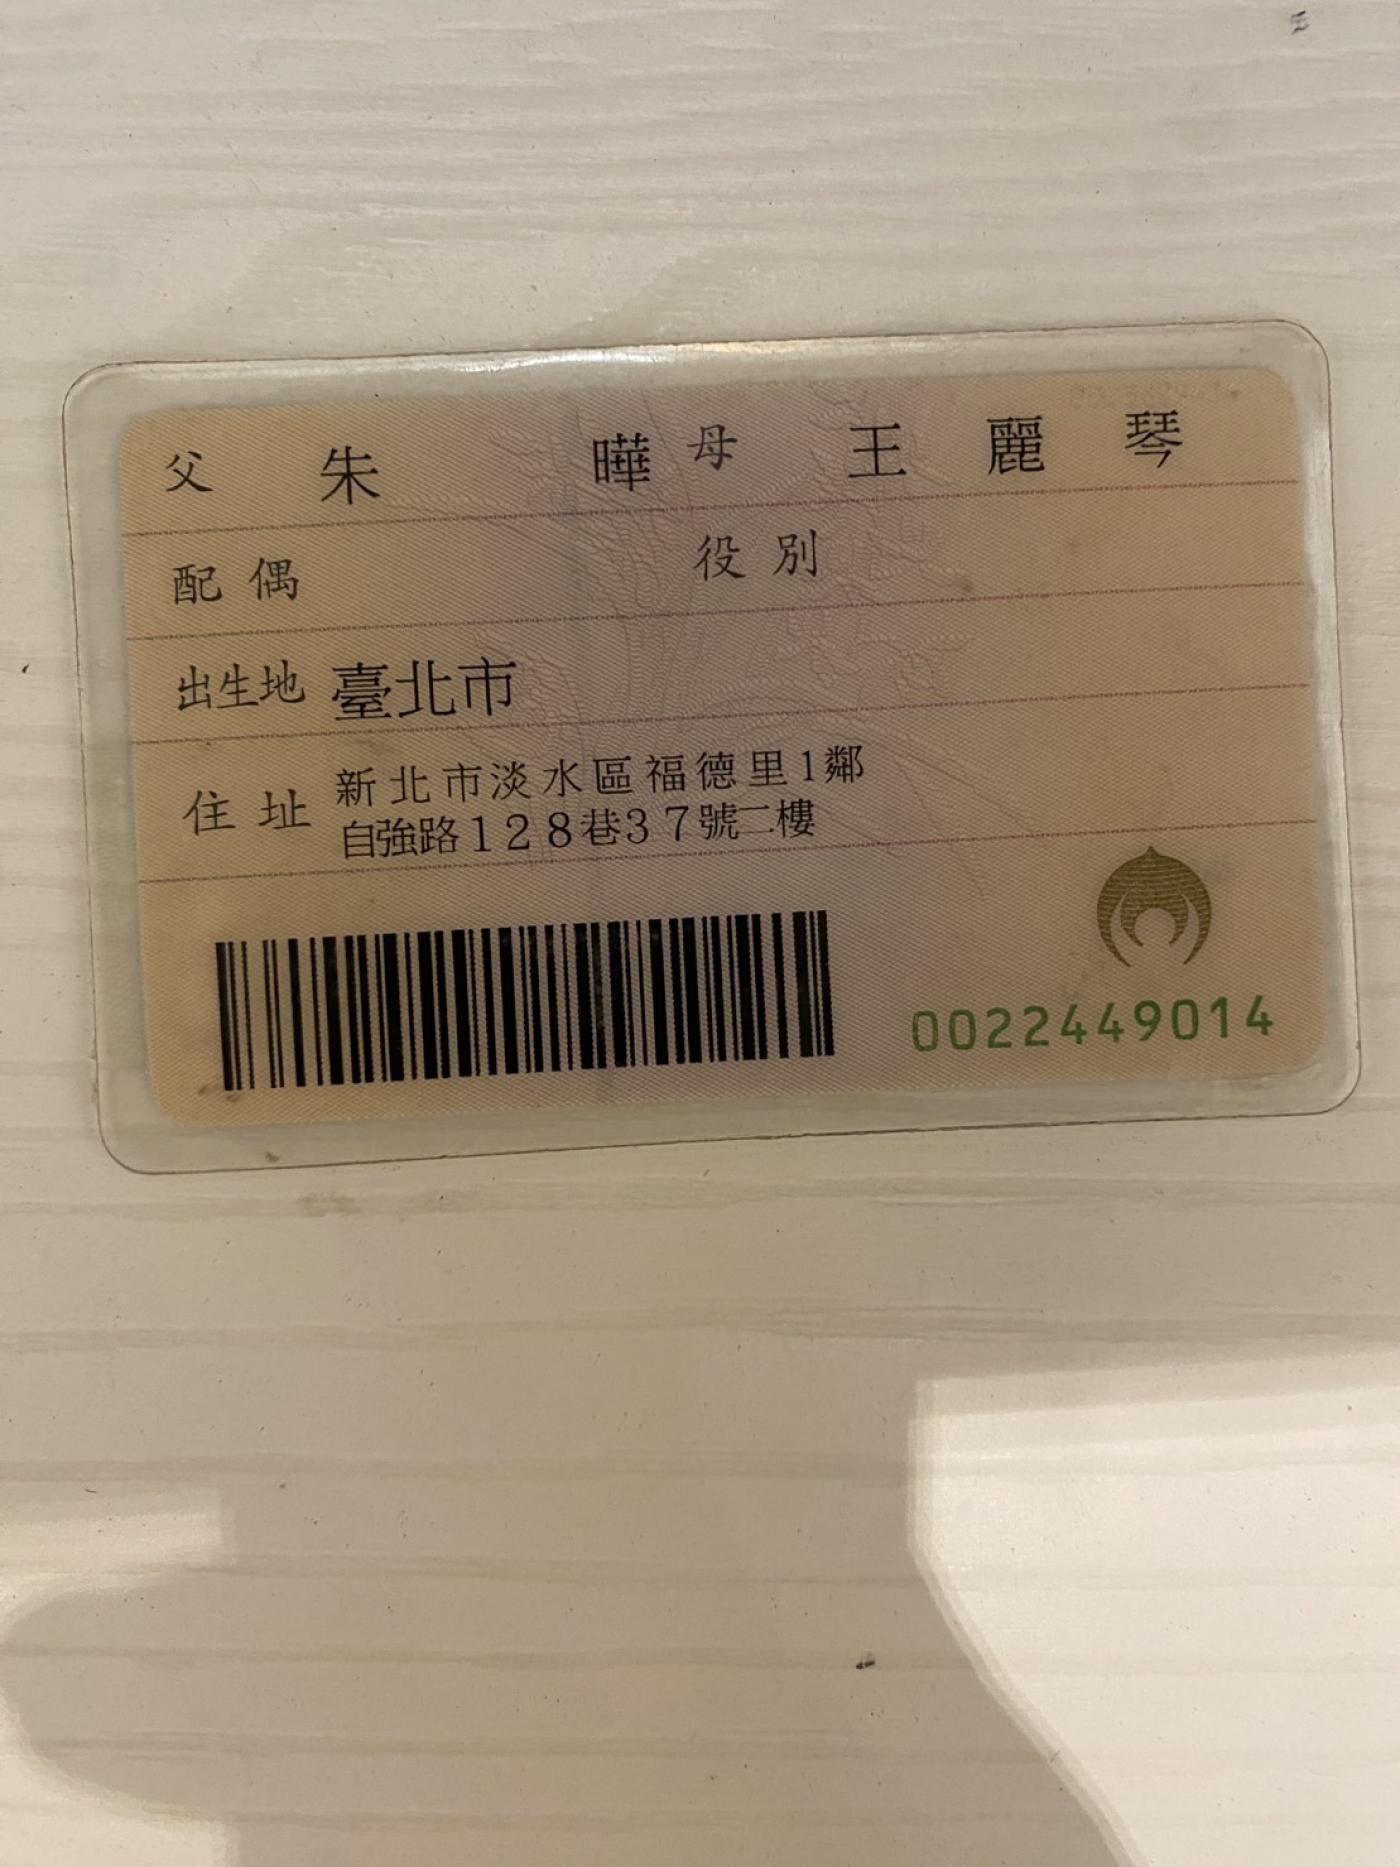 父 朱 曄 母 王 麗 琴
配偶 役別
出生地 臺北市
住址 新北市淡水區福德里1鄰
自強路128巷37號二樓
0022449014